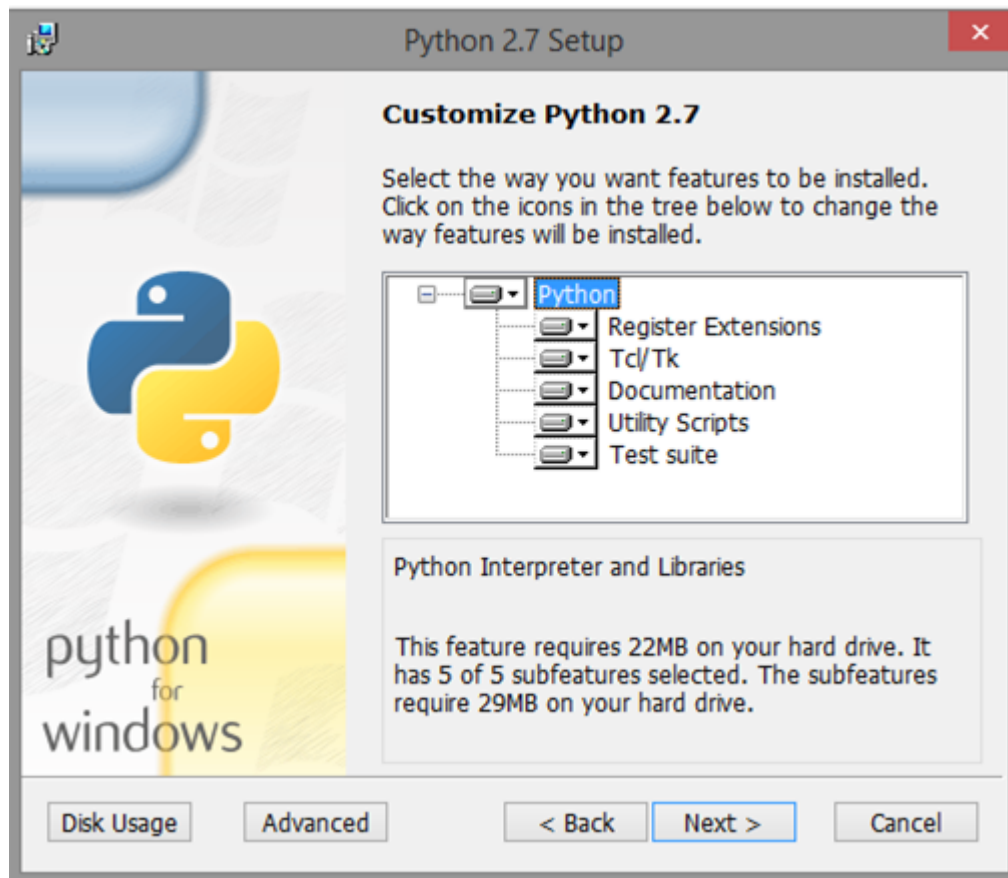 Python 2.7 Setup
Customize Python 2.7
Select the way you want features to be installed.
Click on the icons in the tree below to change the
way features will be installed.
Python
Register Extensions
Tcl/Tk
Documentation
Utility Scripts
Test suite
Python Interpreter and Libraries
This feature requires 22MB on your hard drive. It
has 5 of 5 subfeatures selected. The subfeatures
require 29MB on your hard drive.
python
for
windows
Disk Usage
Advanced
< Back
Next >
Cancel